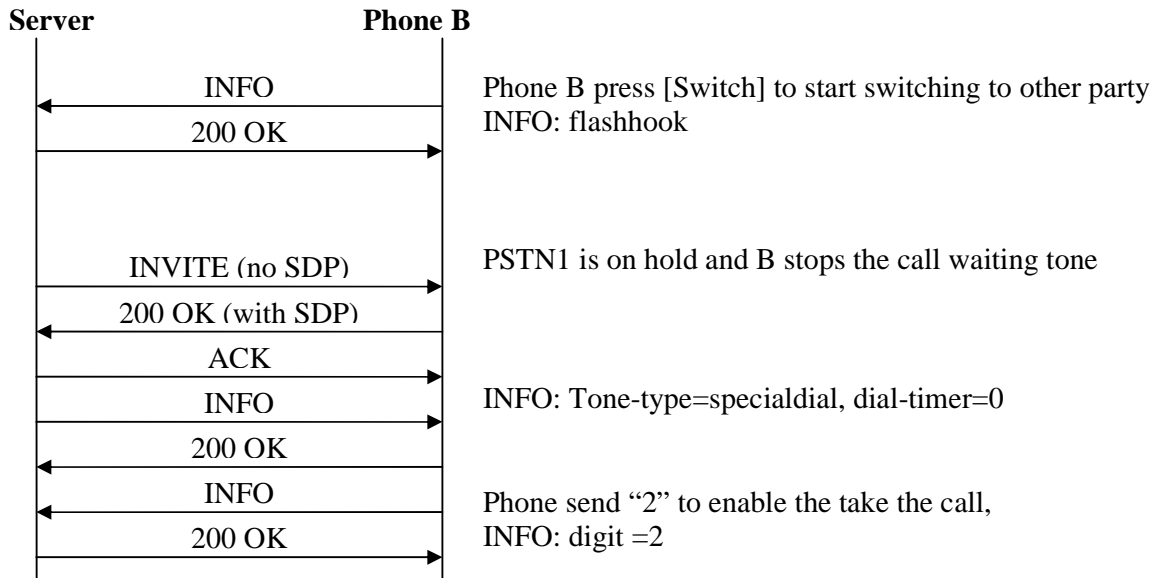 Server Phone B
INFO Phone B press [Switch] to start switching to other party
INFO: flashhook
200 OK
PSTN1 is on hold and B stops the call waiting tone
INVITE (no SDP)
200 OK (with SDP)
ACK
INFO INFO: Tone-type=specialdial, dial-timer=0
200 OK
INFO Phone send “2” to enable the take the call,
200 OK INFO: digit =2